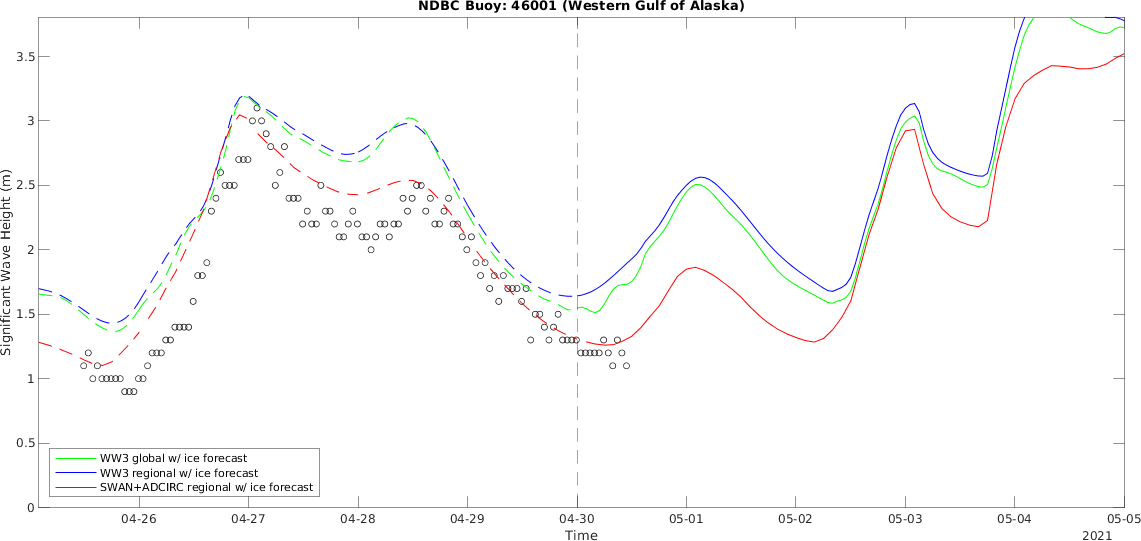 NDBC Buoy: 46001 (Western Gulf of Alaska)
Significant Wave Height (m)
3.5
3
2.5
2
1.5
1
0.5
0
WW3 global w/ ice forecast
WW3 regional w/ ice forecast
SWAN+ADCIRC regional w/ ice forecast
04-26 04-27 04-28 04-29 04-30 05-01 05-02 05-03 05-04 05-05
Time
2021